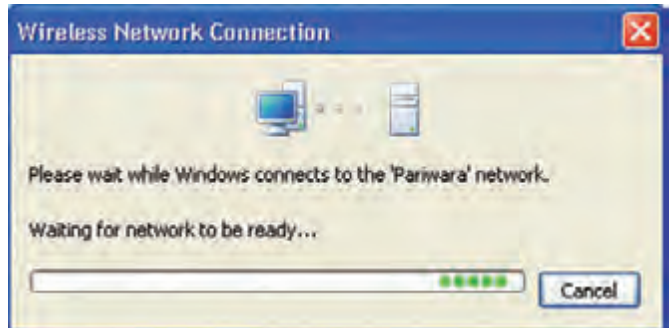 Wireless Network Connection
Please wait while Windows connects to the 'Pariwara' network.
Waiting for network to be ready...
Cancel